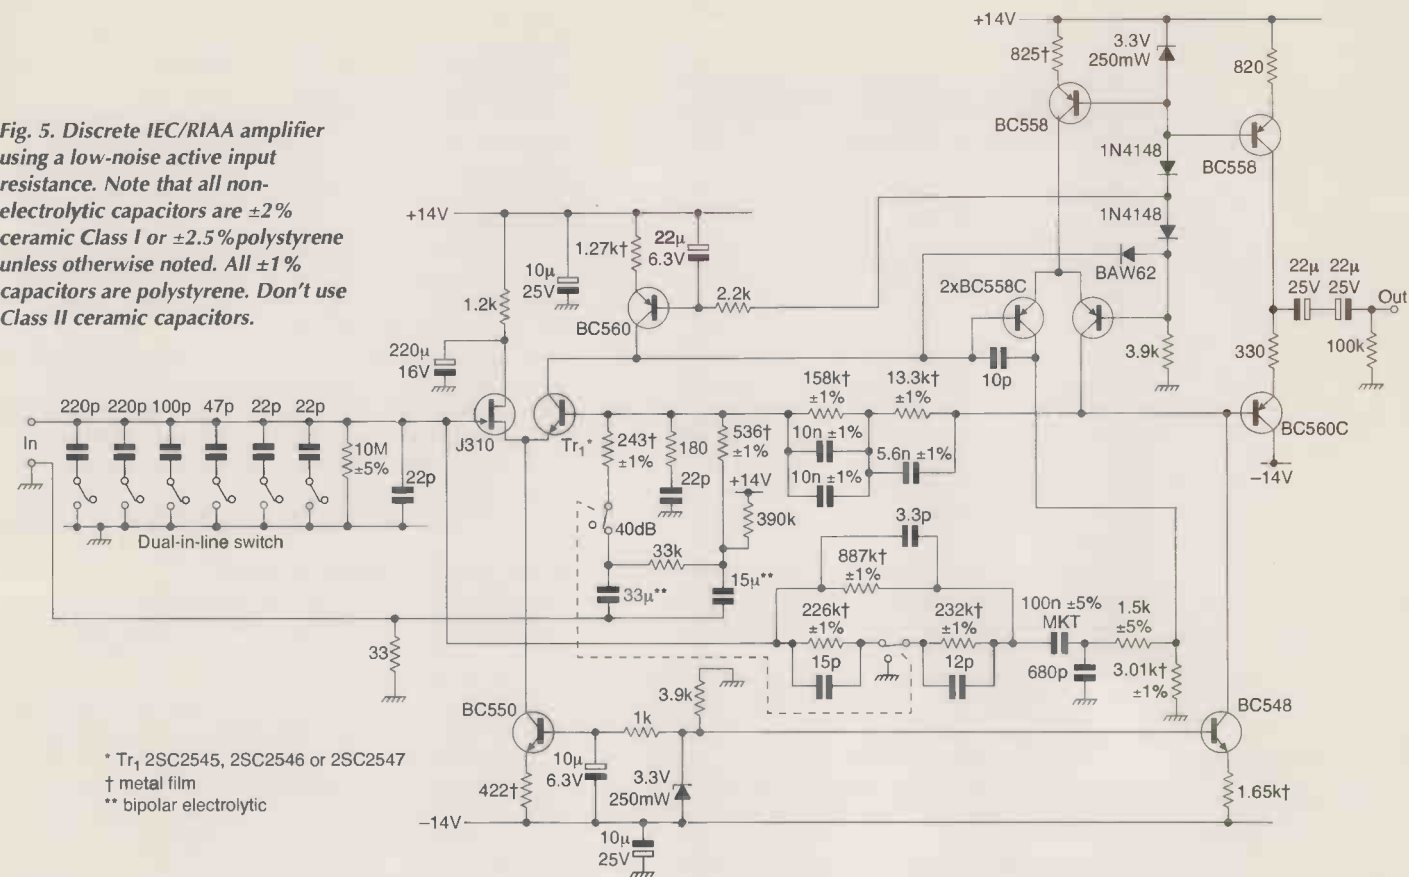 Fig. 5. Discrete IEC/RIAA amplifier
using a low-noise active input
resistance. Note that all non-
electrolytic capacitors are ±2%
ceramic Class I or ±2.5%polystyrene
unless otherwise noted. All ±1%
capacitors are polystyrene. Don't use
Class II ceramic capacitors.
+14V
825†
3.3V
250mW
820
BC558
1N4148
BC558
+14V
1.27k†
22µ
6.3V
1N4148
10µ
25V
BAW62
22µ
25V
22µ
25V
Out
1.2k
BC560
2.2k
2xBC558C
3.9k
330
100k
220µ
16V
10p
158k†
±1%
13.3k†
±1%
220p 220p 100p 47p 22p 22p
In
10M
±5%
22p
J310
Tr1*
243†
±1%
180
22p
536†
±1%
10n ±1%
10n ±1%
5.6n ±1%
BC560C
−14V
+14V
390k
40dB
Dual-in-line switch
33k
3.3p
887k†
±1%
33µ**
15µ**
226k†
±1%
232k†
±1%
100n ±5%
MKT
1.5k
±5%
33
15p
12p
680p
3.01k†
±1%
3.9k
BC550
1k
BC548
* Tr1 2SC2545, 2SC2546 or 2SC2547
† metal film
** bipolar electrolytic
422†
10µ
6.3V
3.3V
250mW
1.65k†
−14V
10µ
25V